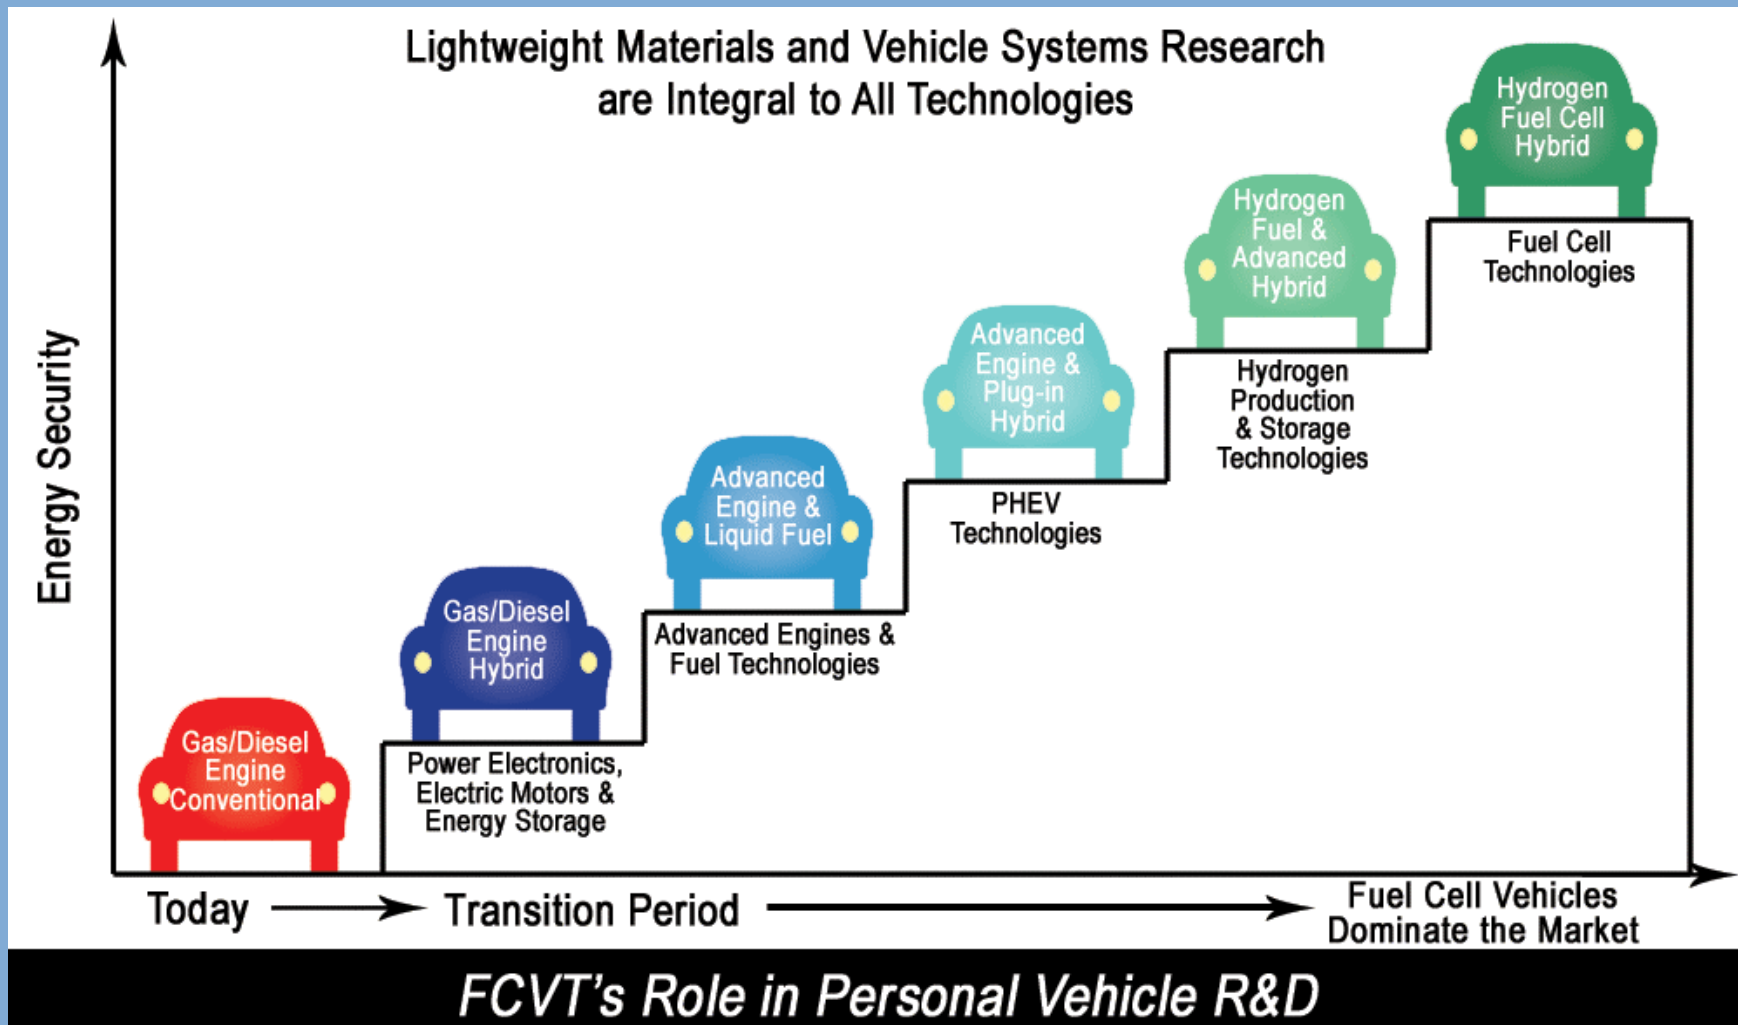 Lightweight Materials and Vehicle Systems Research
are Integral to All Technologies
Energy Security
Gas/Diesel
Engine
Conventional
Gas/Diesel
Engine
Hybrid
Power Electronics,
Electric Motors &
Energy Storage
Advanced
Engine &
Liquid Fuel
Advanced Engines &
Fuel Technologies
Advanced
Engine &
Plug-in
Hybrid
PHEV
Technologies
Hydrogen
Fuel &
Advanced
Hybrid
Hydrogen
Production
& Storage
Technologies
Hydrogen
Fuel Cell
Hybrid
Fuel Cell
Technologies
Today
Transition Period
Fuel Cell Vehicles
Dominate the Market
FCVT's Role in Personal Vehicle R&D